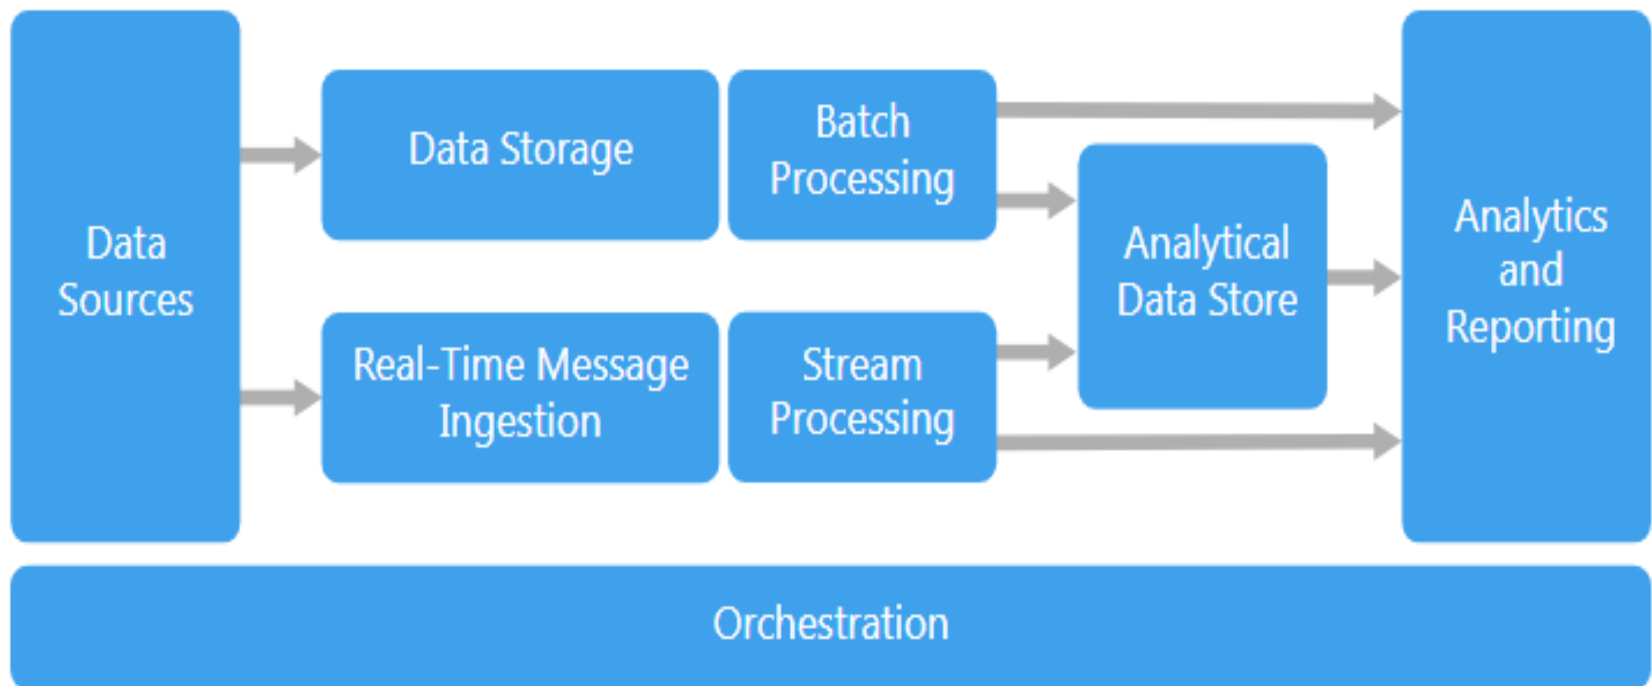 Data
Sources
Data Storage
Batch
Processing
Real-Time Message
Ingestion
Stream
Processing
Analytical
Data Store
Analytics
and
Reporting
Orchestration